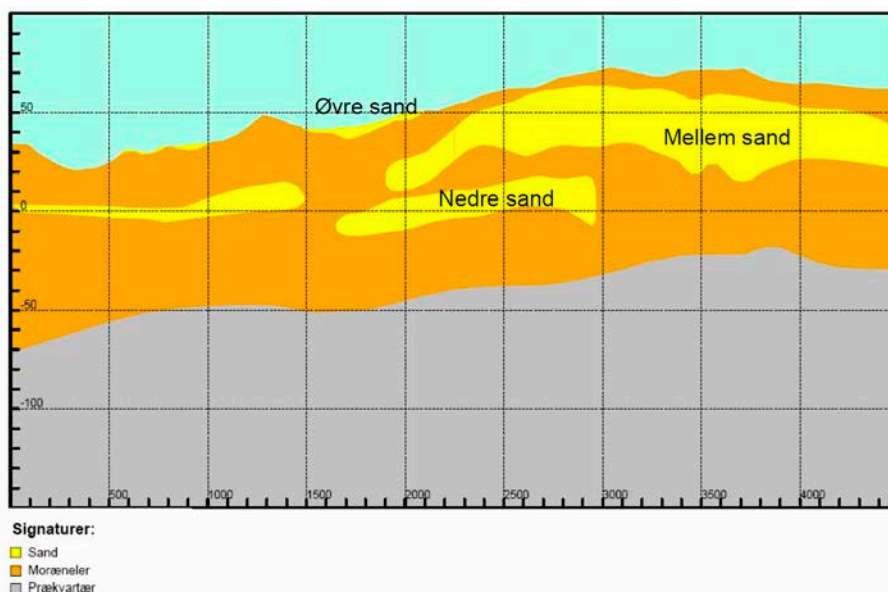 Øvre sand
50
Mellem sand
Nedre sand
0
-50
-100
500
1000
1500
2000
2500
3000
3500
4000
Signaturer:
Sand
Moræneler
Prækvartær